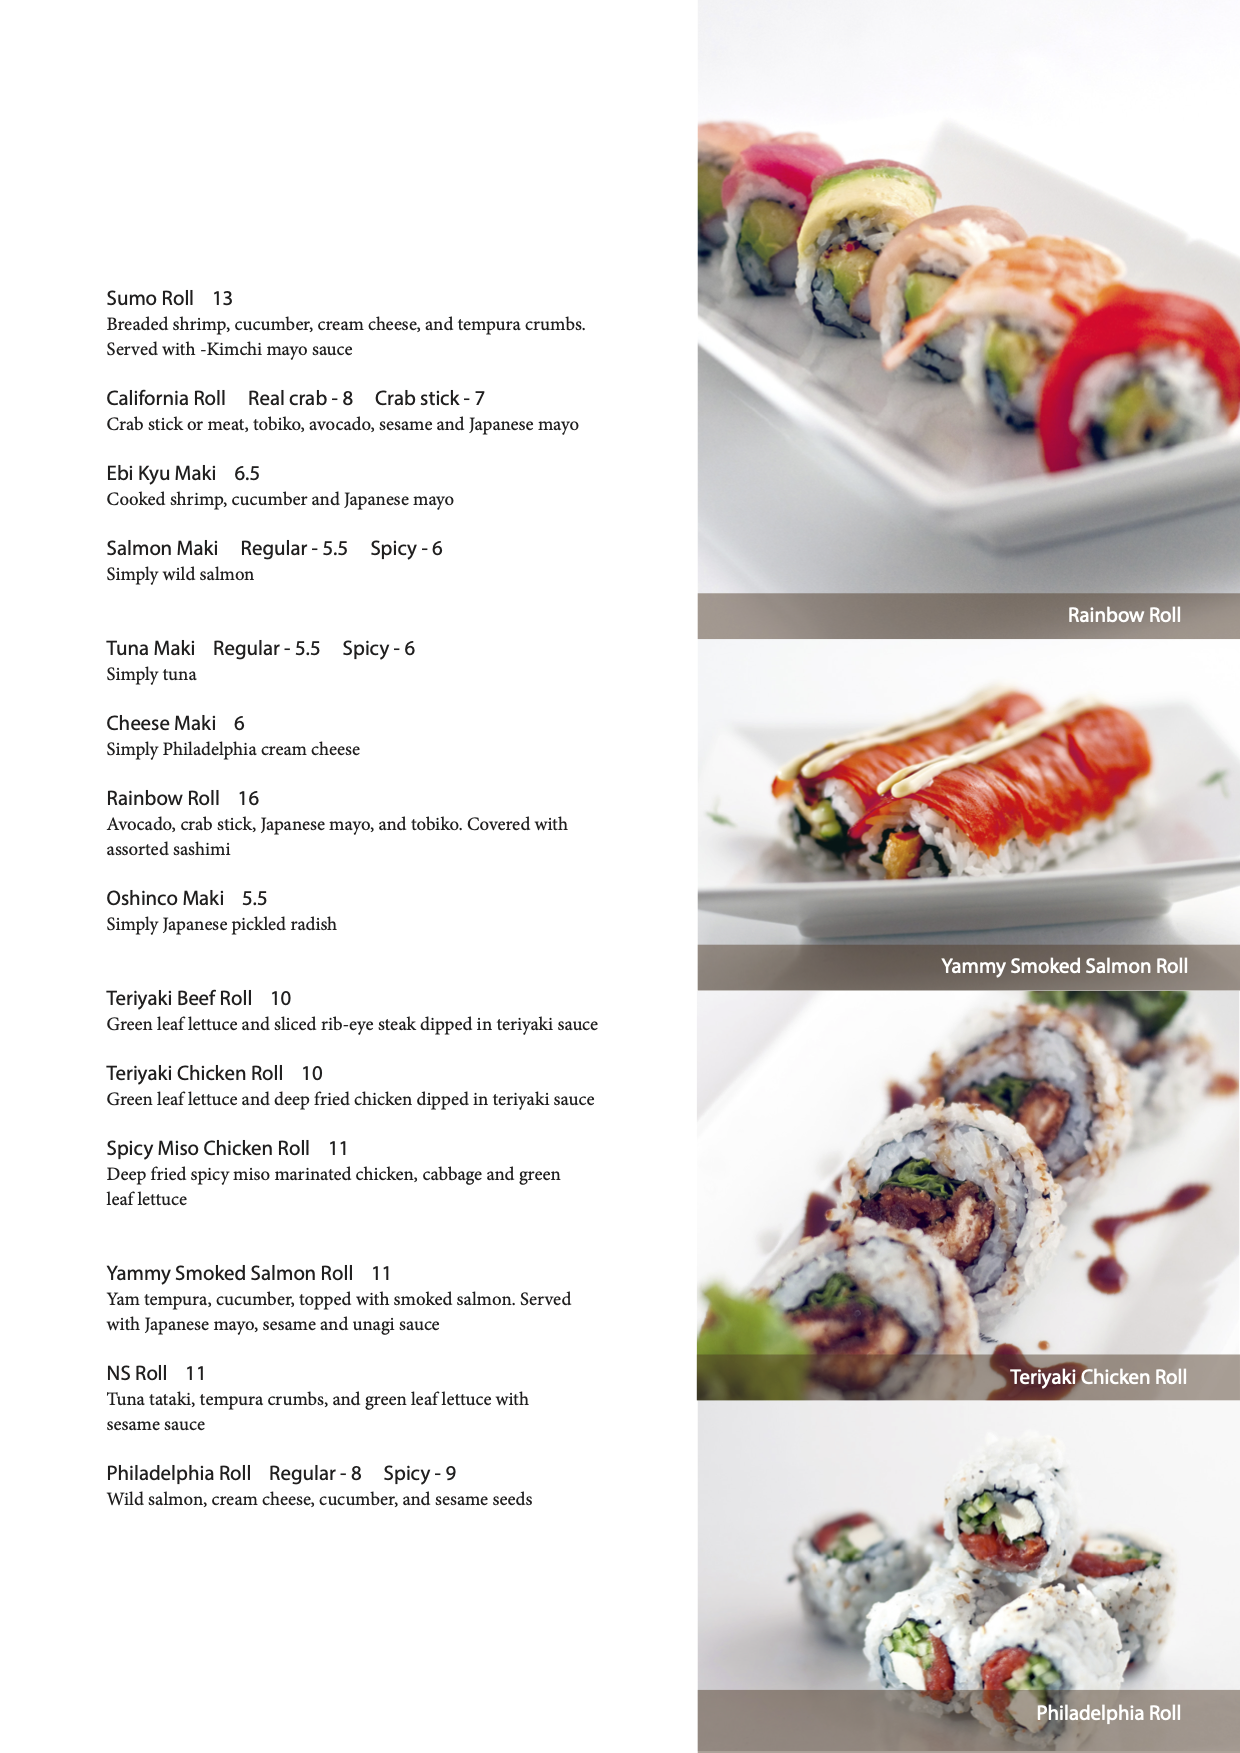 Sumo Roll 13
Breaded shrimp, cucumber, cream cheese, and tempura crumbs.
Served with -Kimchi mayo sauce
California Roll Real crab - 8 Crab stick - 7
Crab stick or meat, tobiko, avocado, sesame and Japanese mayo
Ebi Kyu Maki 6.5
Cooked shrimp, cucumber and Japanese mayo
Salmon Maki Regular - 5.5 Spicy - 6
Simply wild salmon
Tuna Maki Regular - 5.5 Spicy - 6
Simply tuna
Cheese Maki 6
Simply Philadelphia cream cheese
Rainbow Roll 16
Avocado, crab stick, Japanese mayo, and tobiko. Covered with
assorted sashimi
Oshinco Maki 5.5
Simply Japanese pickled radish
Teriyaki Beef Roll 10
Green leaf lettuce and sliced rib-eye steak dipped in teriyaki sauce
Teriyaki Chicken Roll 10
Green leaf lettuce and deep fried chicken dipped in teriyaki sauce
Spicy Miso Chicken Roll 11
Deep fried spicy miso marinated chicken, cabbage and green
leaf lettuce
Yammy Smoked Salmon Roll 11
Yam tempura, cucumber, topped with smoked salmon. Served
with Japanese mayo, sesame and unagi sauce
NS Roll 11
Tuna tataki, tempura crumbs, and green leaf lettuce with
sesame sauce
Philadelphia Roll Regular - 8 Spicy - 9
Wild salmon, cream cheese, cucumber, and sesame seeds
Rainbow Roll
Yammy Smoked Salmon Roll
Teriyaki Chicken Roll
Philadelphia Roll